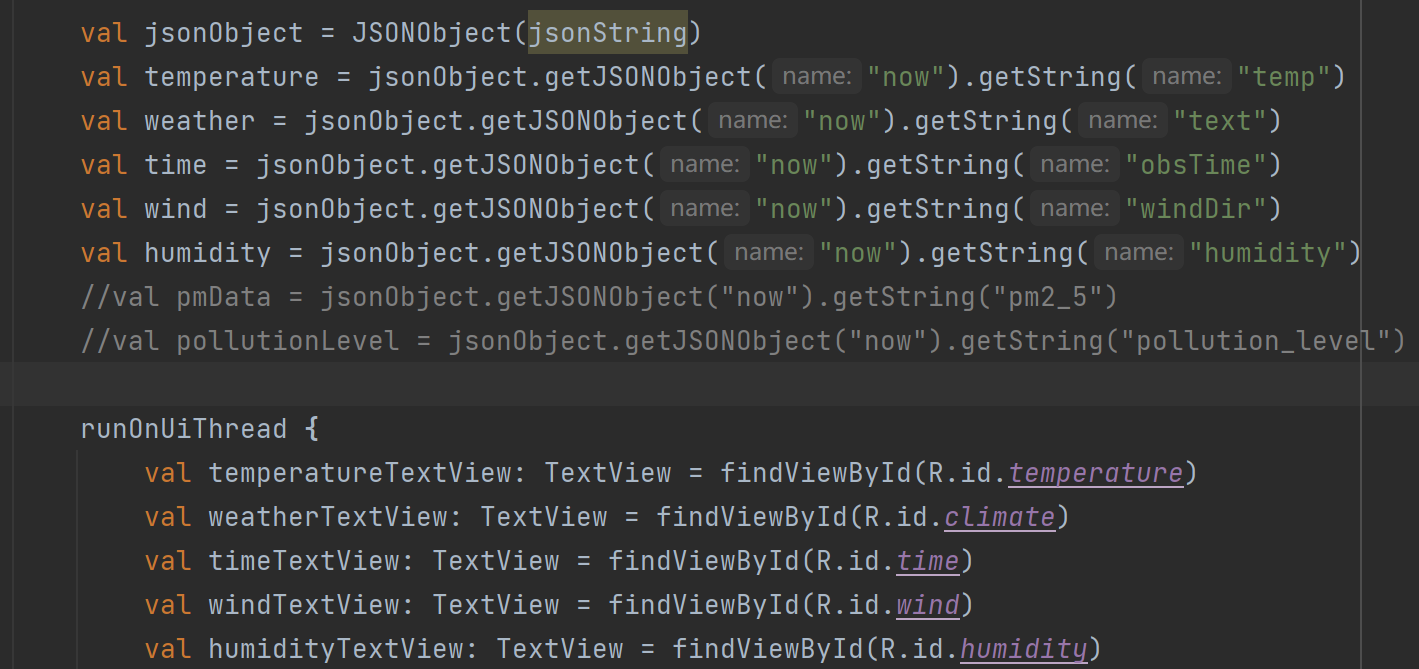 val jsonObject = JSONObject(jsonString)
val temperature = jsonObject.getJSONObject( name: "now").getString( name: "temp")
val weather = jsonObject.getJSONObject( name: "now").getString( name: "text")
val time = jsonObject.getJSONObject( name: "now").getString( name: "obsTime")
val wind = jsonObject.getJSONObject( name: "now").getString( name: "windDir")
val humidity = jsonObject.getJSONObject( name: "now").getString( name: "humidity")
//val pmData = jsonObject.getJSONObject("now").getString("pm2_5")
//val pollutionLevel = jsonObject.getJSONObject("now").getString("pollution_level")
runOnUiThread {
val temperatureTextView: TextView = findViewById(R.id.temperature)
val weatherTextView: TextView = findViewById(R.id.climate)
val timeTextView: TextView = findViewById(R.id.time)
val windTextView: TextView = findViewById(R.id.wind)
val humidityTextView: TextView = findViewById(R.id.humidity)